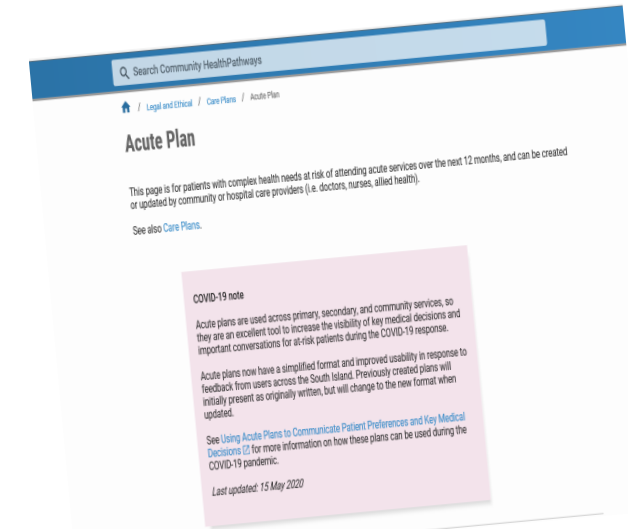 Search Community HealthPathways
/ Legal and Ethical / Care Plans / Acute Plan
Acute Plan
This page is for patients with complex health needs at risk of attending acute services over the next 12 months, and can be created
or updated by community or hospital care providers (i.e. doctors, nurses, allied health).
See also Care Plans.
COVID-19 note
Acute plans are used across primary, secondary, and community services, so
they are an excellent tool to increase the visibility of key medical decisions and
important conversations for at-risk patients during the COVID-19 response.
Acute plans now have a simplified format and improved usability in response to
feedback from users across the South Island. Previously created plans will
initially present as originally written, but will change to the new format when
updated.
See Using Acute Plans to Communicate Patient Preferences and Key Medical
Decisions for more information on how these plans can be used during the
COVID-19 pandemic.
Last updated: 15 May 2020